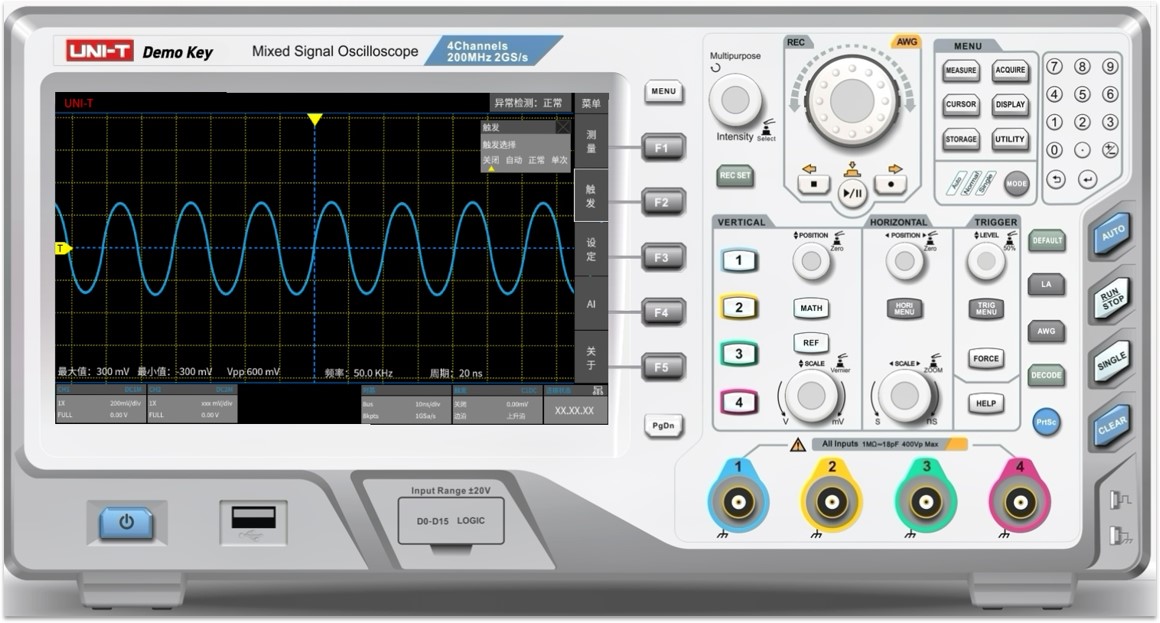 UNI-T Demo Key Mixed Signal Oscilloscope 4Channels
200MHz 2GS/s
UNI-T 异常检测：正常 菜单
触发
触发选择
关闭 自动 正常 单次
测量
触发
设定
AI
关于
T
最大值：300 mV 最小值：-300 mV Vpp 600 mV 频率：50.0 KHz 周期：20 ns
CH1 DC1M CH1 DC1M
1X 200mV/div 1X xx mV/div Bus 10ns/div 关闭 0.00mV
FULL 0.00 V FULL 0.00 V Bkpts 1GSa/s 边沿 上升沿
XX.XX.XX
MENU
F1
F2
F3
F4
F5
PgDn
Multipurpose
Intensity Select
REC SET
REC AWG
MENU
MEASURE ACQUIRE
CURSOR DISPLAY
STORAGE UTILITY
Auto Normal Single MODE
7 8 9
4 5 6
1 2 3
0 ·
VERTICAL HORIZONTAL TRIGGER
POSITION Zero POSITION Zero LEVEL 50%
1
2
3
4
MATH
REF
SCALE Vernier
V mV
HORI MENU
SCALE ZOOM
S nS
TRIG MENU
FORCE
HELP
DEFAULT
LA
AWG
DECODE
PrtSc
AUTO
RUN STOP
SINGLE
CLEAR
All Inputs 1MΩ~18pF 400Vp Max
1 2 3 4
Input Range ±20V
D0-D15 LOGIC